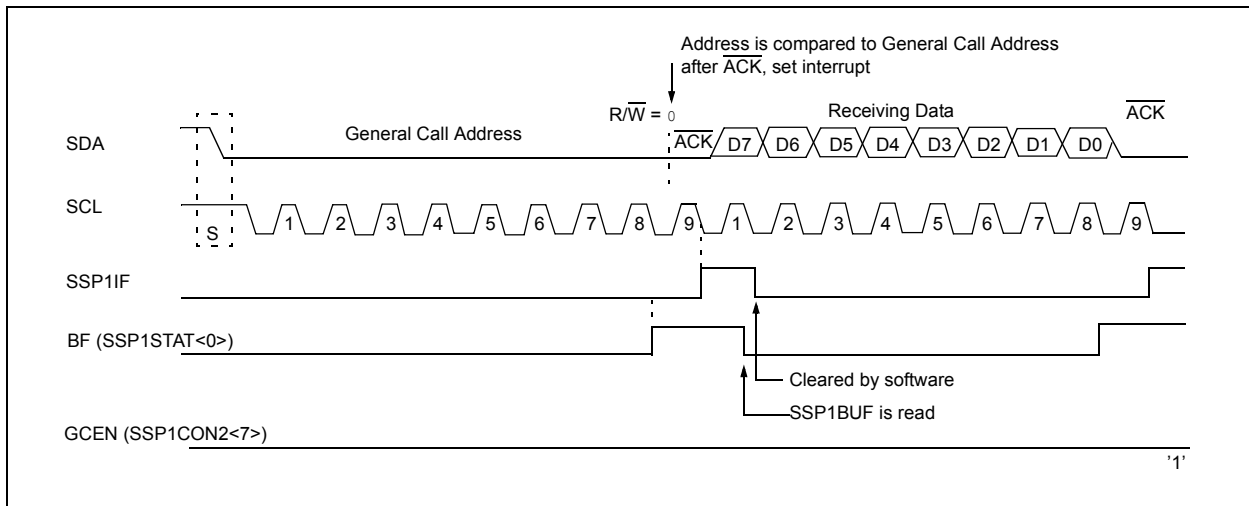 Address is compared to General Call Address
after ACK, set interrupt
R/W = 0
Receiving Data
ACK
SDA
General Call Address
ACK
D7 D6 D5 D4 D3 D2 D1 D0
SCL
S
1 2 3 4 5 6 7 8 9 1 2 3 4 5 6 7 8 9
SSP1IF
BF (SSP1STAT<0>)
Cleared by software
SSP1BUF is read
GCEN (SSP1CON2<7>)
'1'